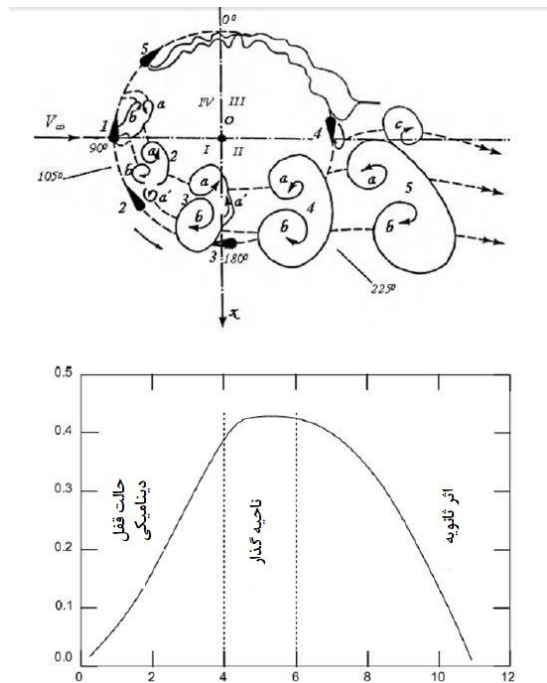 0°
5
IV III
a
b
O
1
4
c
V∞
90°
I II
a
2
b
a'
105°
a
3
a'
b
a
4
b
a
5
b
2
3
180°
225°
x
0.5
0.4
0.3
0.2
0.1
0.0
حالت قفل
دینامیکی
ناحیه گذار
اثر ثانویه
0 2 4 6 8 10 12